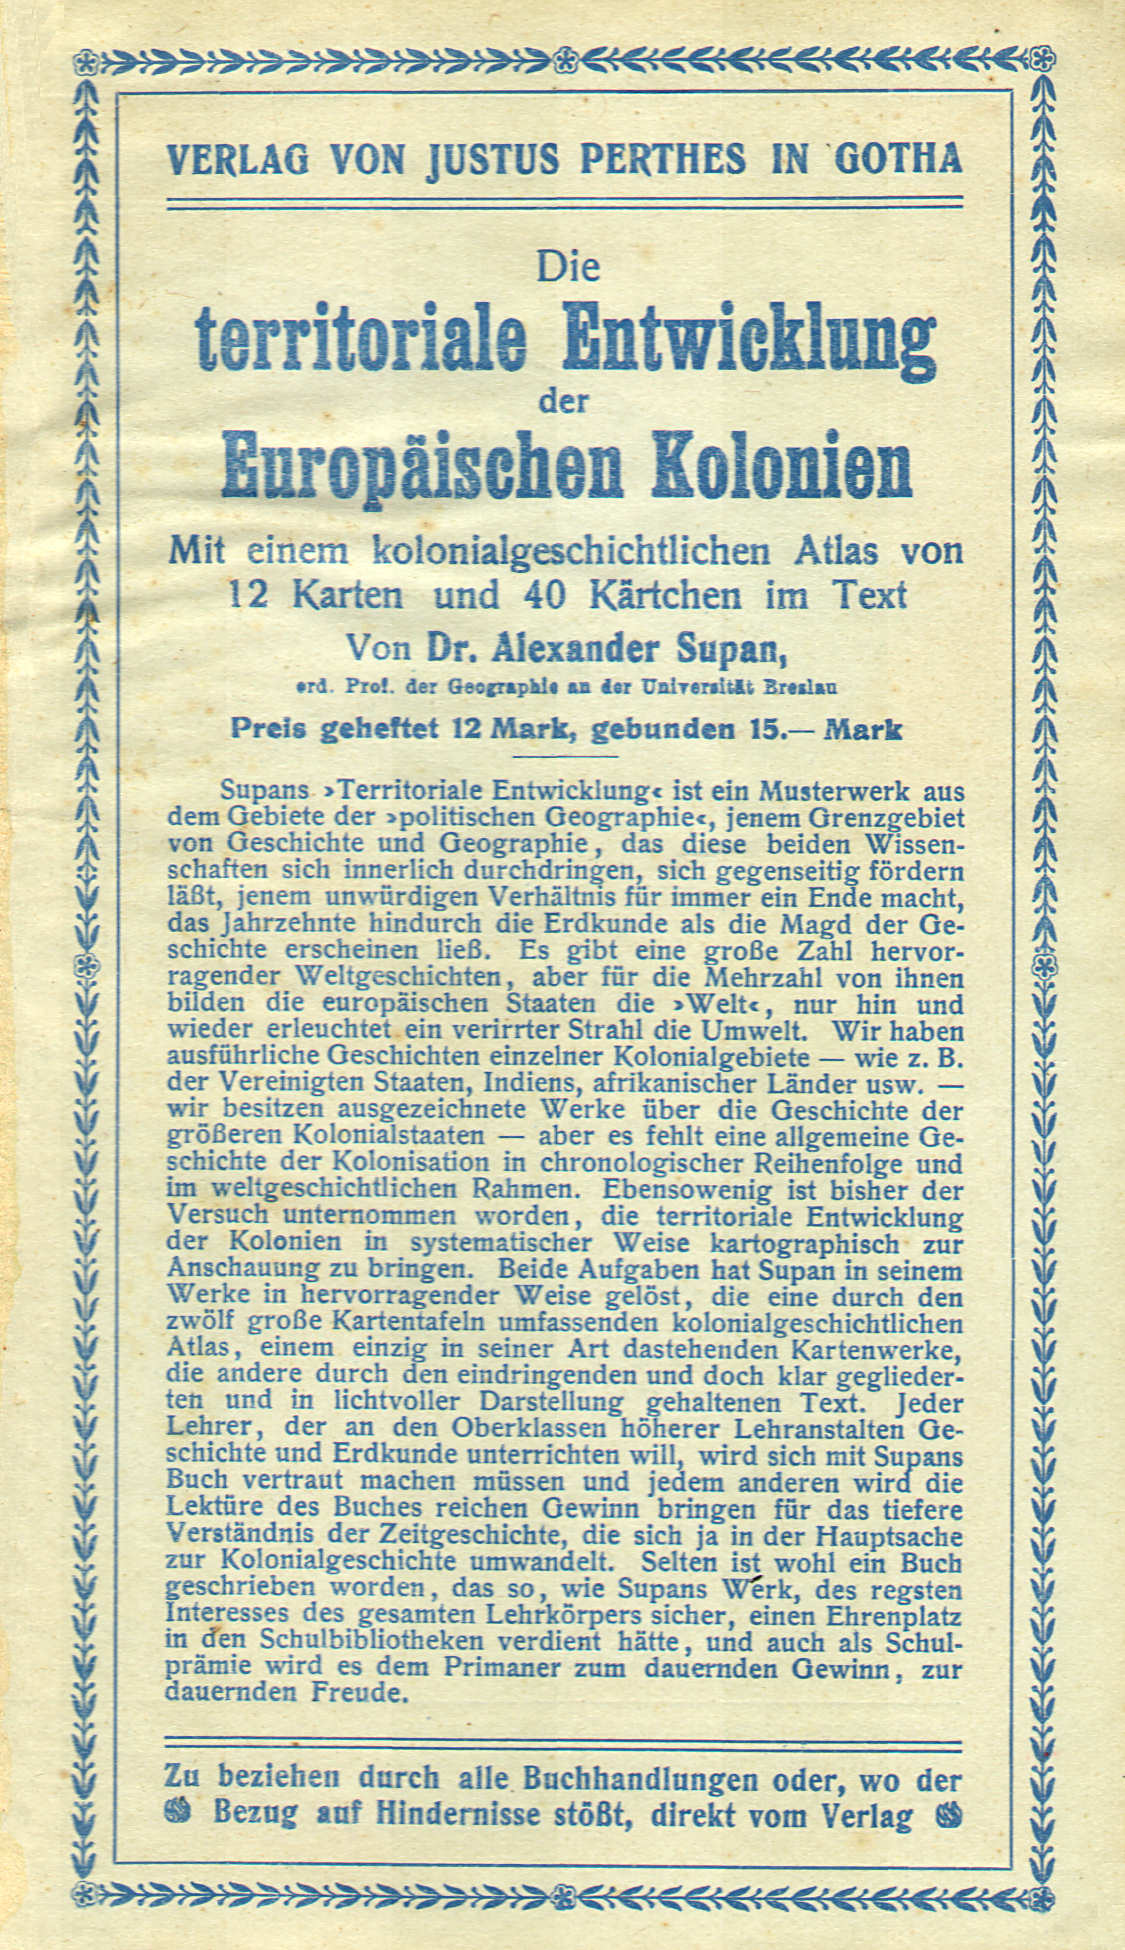 VERLAG VON JUSTUS PERTHES IN GOTHA
Die
territoriale Entwicklung
der
Europäischen Kolonien
Mit einem kolonialgeschichtlichen Atlas von
12 Karten und 40 Kärtchen im Text
Von Dr. Alexander Supan,
ord. Prof. der Geographie an der Universität Breslau
Preis geheftet 12 Mark, gebunden 15.— Mark
Supans ›Territoriale Entwicklung‹ ist ein Musterwerk aus
dem Gebiete der ›politischen Geographie‹, jenem Grenzgebiet
von Geschichte und Geographie, das diese beiden Wissen-
schaften sich innerlich durchdringen, sich gegenseitig fördern
läßt, jenem unwürdigen Verhältnis für immer ein Ende macht,
das Jahrzehnte hindurch die Erdkunde als die Magd der Ge-
schichte erscheinen ließ. Es gibt eine große Zahl hervor-
ragender Weltgeschichten, aber für die Mehrzahl von ihnen
bilden die europäischen Staaten die ›Welt‹, nur hin und
wieder erleuchtet ein verirrter Strahl die Umwelt. Wir haben
ausführliche Geschichten einzelner Kolonialgebiete — wie z. B.
der Vereinigten Staaten, Indiens, afrikanischer Länder usw. —
wir besitzen ausgezeichnete Werke über die Geschichte der
größeren Kolonialstaaten — aber es fehlt eine allgemeine Ge-
schichte der Kolonisation in chronologischer Reihenfolge und
im weltgeschichtlichen Rahmen. Ebensowenig ist bisher der
Versuch unternommen worden, die territoriale Entwicklung
der Kolonien in systematischer Weise kartographisch zur
Anschauung zu bringen. Beide Aufgaben hat Supan in seinem
Werke in hervorragender Weise gelöst, die eine durch den
zwölf große Kartentafeln umfassenden kolonialgeschichtlichen
Atlas, einem einzig in seiner Art dastehenden Kartenwerke,
die andere durch den eindringenden und doch klar geglieder-
ten und in lichtvoller Darstellung gehaltenen Text. Jeder
Lehrer, der an den Oberklassen höherer Lehranstalten Ge-
schichte und Erdkunde unterrichten will, wird sich mit Supans
Buch vertraut machen müssen und jedem anderen wird die
Lektüre des Buches reichen Gewinn bringen für das tiefere
Verständnis der Zeitgeschichte, die sich ja in der Hauptsache
zur Kolonialgeschichte umwandelt. Selten ist wohl ein Buch
geschrieben worden, das so, wie Supans Werk, des regsten
Interesses des gesamten Lehrkörpers sicher, einen Ehrenplatz
in den Schulbibliotheken verdient hätte, und auch als Schul-
prämie wird es dem Primaner zum dauernden Gewinn, zur
dauernden Freude.
Zu beziehen durch alle Buchhandlungen oder, wo der
Bezug auf Hindernisse stößt, direkt vom Verlag